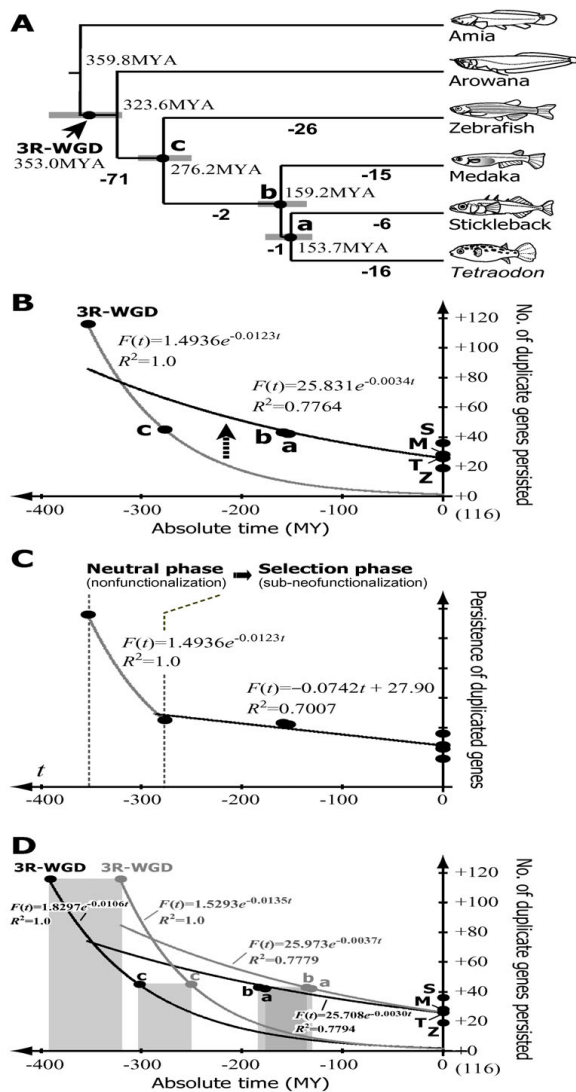 A
Amia
359.8MYA
Arowana
323.6MYA
3R-WGD
353.0MYA
c
-26
Zebrafish
-71
276.2MYA
-15
Medaka
b
159.2MYA
-2
a
-6
Stickleback
-1
153.7MYA
-16
Tetraodon
B
3R-WGD
+120
F(t)=1.4936e-0.0123t
R2=1.0
+100
+80
F(t)=25.831e-0.0034t
R2=0.7764
+60
c
b
a
S
M
T
Z
+40
+20
+0
(116)
No. of duplicate genes persisted
-400
-300
-200
-100
0
Absolute time (MY)
C
Neutral phase
(nonfunctionalization)
Selection phase
(sub-neofunctionalization)
F(t)=1.4936e-0.0123t
R2=1.0
F(t)=-0.0742t + 27.90
R2=0.7007
Persistence of duplicated genes
t
-400
-300
-200
-100
0
Absolute time (MY)
D
3R-WGD
3R-WGD
+120
F(t)=1.8297e-0.0106t
R2=1.0
F(t)=1.5293e-0.0135t
R2=1.0
+100
+80
F(t)=25.973e-0.0037t
R2=0.7779
+60
c
c
b
a
b
a
S
M
T
Z
+40
F(t)=25.708e-0.0030t
R2=0.7794
+20
+0
(116)
No. of duplicate genes persisted
-400
-300
-200
-100
0
Absolute time (MY)